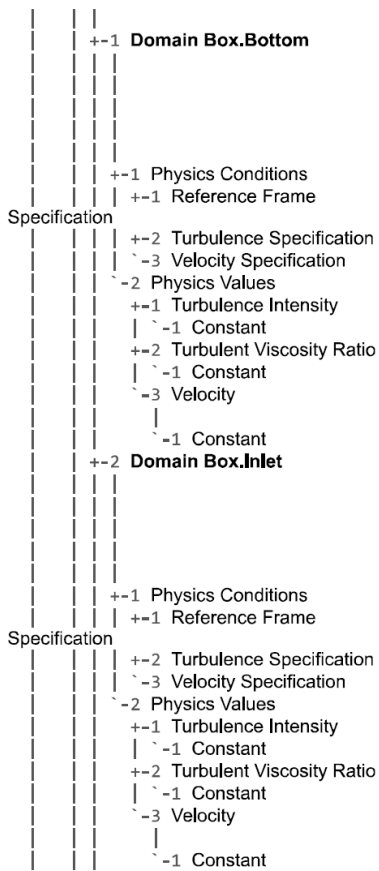 +-1 Domain Box.Bottom
+-1 Physics Conditions
+-1 Reference Frame
Specification
+-2 Turbulence Specification
`-3 Velocity Specification
`-2 Physics Values
+-1 Turbulence Intensity
| `-1 Constant
+-2 Turbulent Viscosity Ratio
| `-1 Constant
`-3 Velocity
|
`-1 Constant
+-2 Domain Box.Inlet
+-1 Physics Conditions
+-1 Reference Frame
Specification
+-2 Turbulence Specification
`-3 Velocity Specification
`-2 Physics Values
+-1 Turbulence Intensity
| `-1 Constant
+-2 Turbulent Viscosity Ratio
| `-1 Constant
`-3 Velocity
|
`-1 Constant